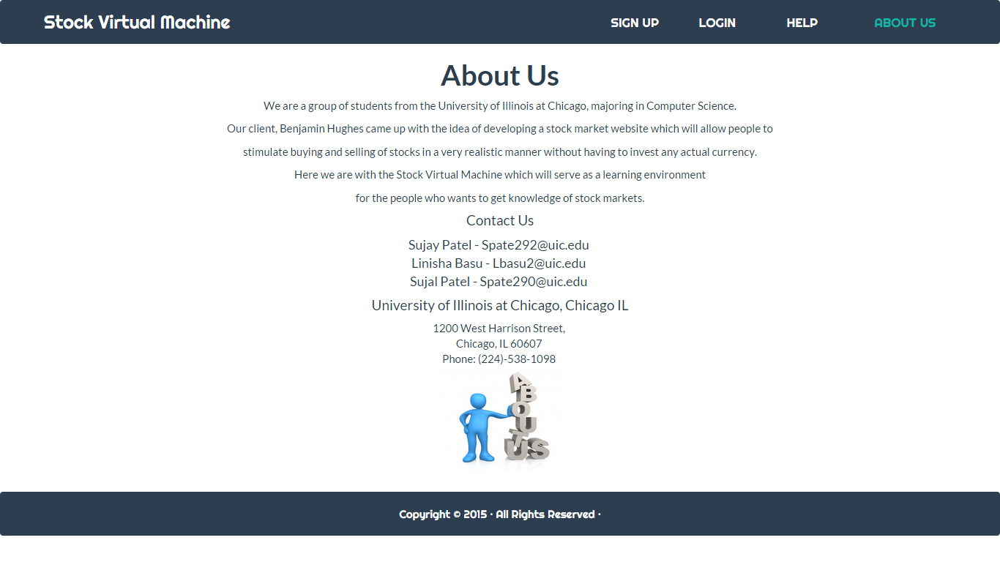 Stock Virtual Machine SIGN UP LOGIN HELP ABOUT US
About Us
We are a group of students from the University of Illinois at Chicago, majoring in Computer Science.
Our client, Benjamin Hughes came up with the idea of developing a stock market website which will allow people to
stimulate buying and selling of stocks in a very realistic manner without having to invest any actual currency.
Here we are with the Stock Virtual Machine which will serve as a learning environment
for the people who wants to get knowledge of stock markets.
Contact Us
Sujay Patel - Spate292@uic.edu
Linisha Basu - Lbasu2@uic.edu
Sujal Patel - Spate290@uic.edu
University of Illinois at Chicago, Chicago IL
1200 West Harrison Street,
Chicago, IL 60607
Phone: (224)-538-1098
ABOUT US
Copyright © 2015 · All Rights Reserved ·